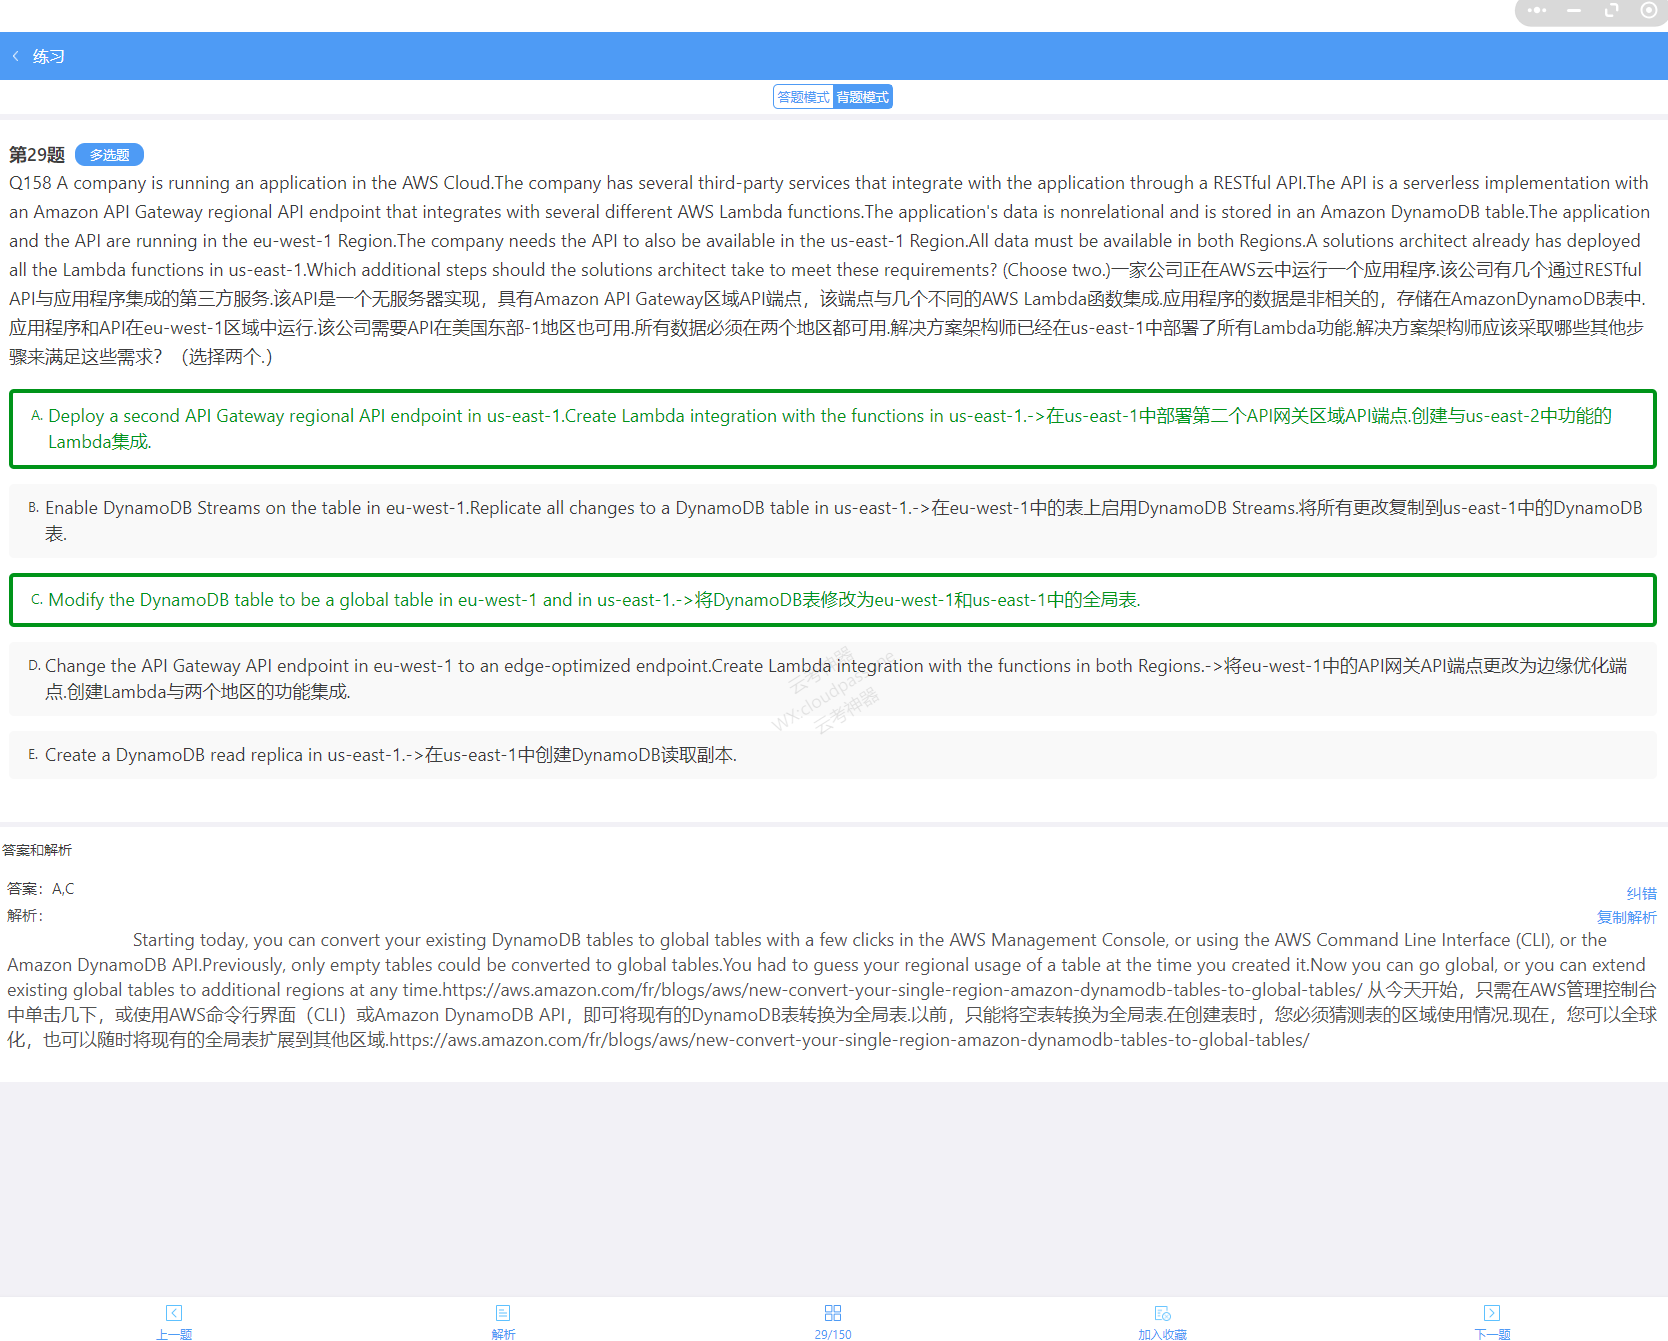 练习
答题模式 背题模式
第29题 多选题
Q158 A company is running an application in the AWS Cloud.The company has several third-party services that integrate with the application through a RESTful API.The API is a serverless implementation with
an Amazon API Gateway regional API endpoint that integrates with several different AWS Lambda functions.The application's data is nonrelational and is stored in an Amazon DynamoDB table.The application
and the API are running in the eu-west-1 Region.The company needs the API to also be available in the us-east-1 Region.All data must be available in both Regions.A solutions architect already has deployed
all the Lambda functions in us-east-1.Which additional steps should the solutions architect take to meet these requirements? (Choose two.)一家公司正在AWS云中运行一个应用程序.该公司有几个通过RESTful
API与应用程序集成的第三方服务.该API是一个无服务器实现，具有Amazon API Gateway区域API端点，该端点与几个不同的AWS Lambda函数集成.应用程序的数据是非相关的，存储在AmazonDynamoDB表中.
应用程序和API在eu-west-1区域中运行.该公司需要API在美国东部-1地区也可用.所有数据必须在两个地区都可用.解决方案架构师已经在us-east-1中部署了所有Lambda功能.解决方案架构师应该采取哪些其他步
骤来满足这些需求？（选择两个.）
A. Deploy a second API Gateway regional API endpoint in us-east-1.Create Lambda integration with the functions in us-east-1.->在us-east-1中部署第二个API网关区域API端点.创建与us-east-2中功能的
Lambda集成.
B. Enable DynamoDB Streams on the table in eu-west-1.Replicate all changes to a DynamoDB table in us-east-1.->在eu-west-1中的表上启用DynamoDB Streams.将所有更改复制到us-east-1中的DynamoDB
表.
C. Modify the DynamoDB table to be a global table in eu-west-1 and in us-east-1.->将DynamoDB表修改为eu-west-1和us-east-1中的全局表.
D. Change the API Gateway API endpoint in eu-west-1 to an edge-optimized endpoint.Create Lambda integration with the functions in both Regions.->将eu-west-1中的API网关API端点更改为边缘优化端
点.创建Lambda与两个地区的功能集成.
E. Create a DynamoDB read replica in us-east-1.->在us-east-1中创建DynamoDB读取副本.
云考神器
云考神器
答案和解析
答案：A,C
纠错
解析：
复制解析
Starting today, you can convert your existing DynamoDB tables to global tables with a few clicks in the AWS Management Console, or using the AWS Command Line Interface (CLI), or the
Amazon DynamoDB API.Previously, only empty tables could be converted to global tables.You had to guess your regional usage of a table at the time you created it.Now you can go global, or you can extend
existing global tables to additional regions at any time.https://aws.amazon.com/fr/blogs/aws/new-convert-your-single-region-amazon-dynamodb-tables-to-global-tables/ 从今天开始，只需在AWS管理控制台
中单击几下，或使用AWS命令行界面（CLI）或Amazon DynamoDB API，即可将现有的DynamoDB表转换为全局表.以前，只能将空表转换为全局表.在创建表时，您必须猜测表的区域使用情况.现在，您可以全球
化，也可以随时将现有的全局表扩展到其他区域.https://aws.amazon.com/fr/blogs/aws/new-convert-your-single-region-amazon-dynamodb-tables-to-global-tables/
上一题 解析 29/150 加入收藏 下一题